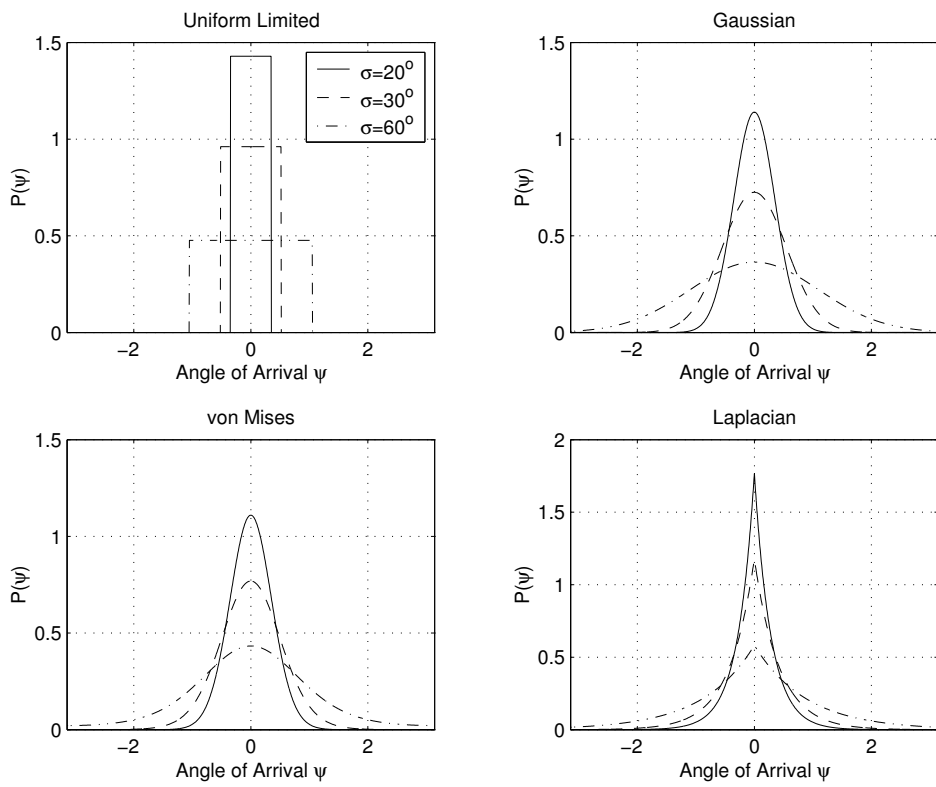 Uniform Limited
1.5
1
0.5
0
P(ψ)
−2
0
2
Angle of Arrival ψ
σ=20°
σ=30°
σ=60°
Gaussian
1.5
1
0.5
0
P(ψ)
−2
0
2
Angle of Arrival ψ
von Mises
1.5
1
0.5
0
P(ψ)
−2
0
2
Angle of Arrival ψ
Laplacian
2
1.5
1
0.5
0
P(ψ)
−2
0
2
Angle of Arrival ψ